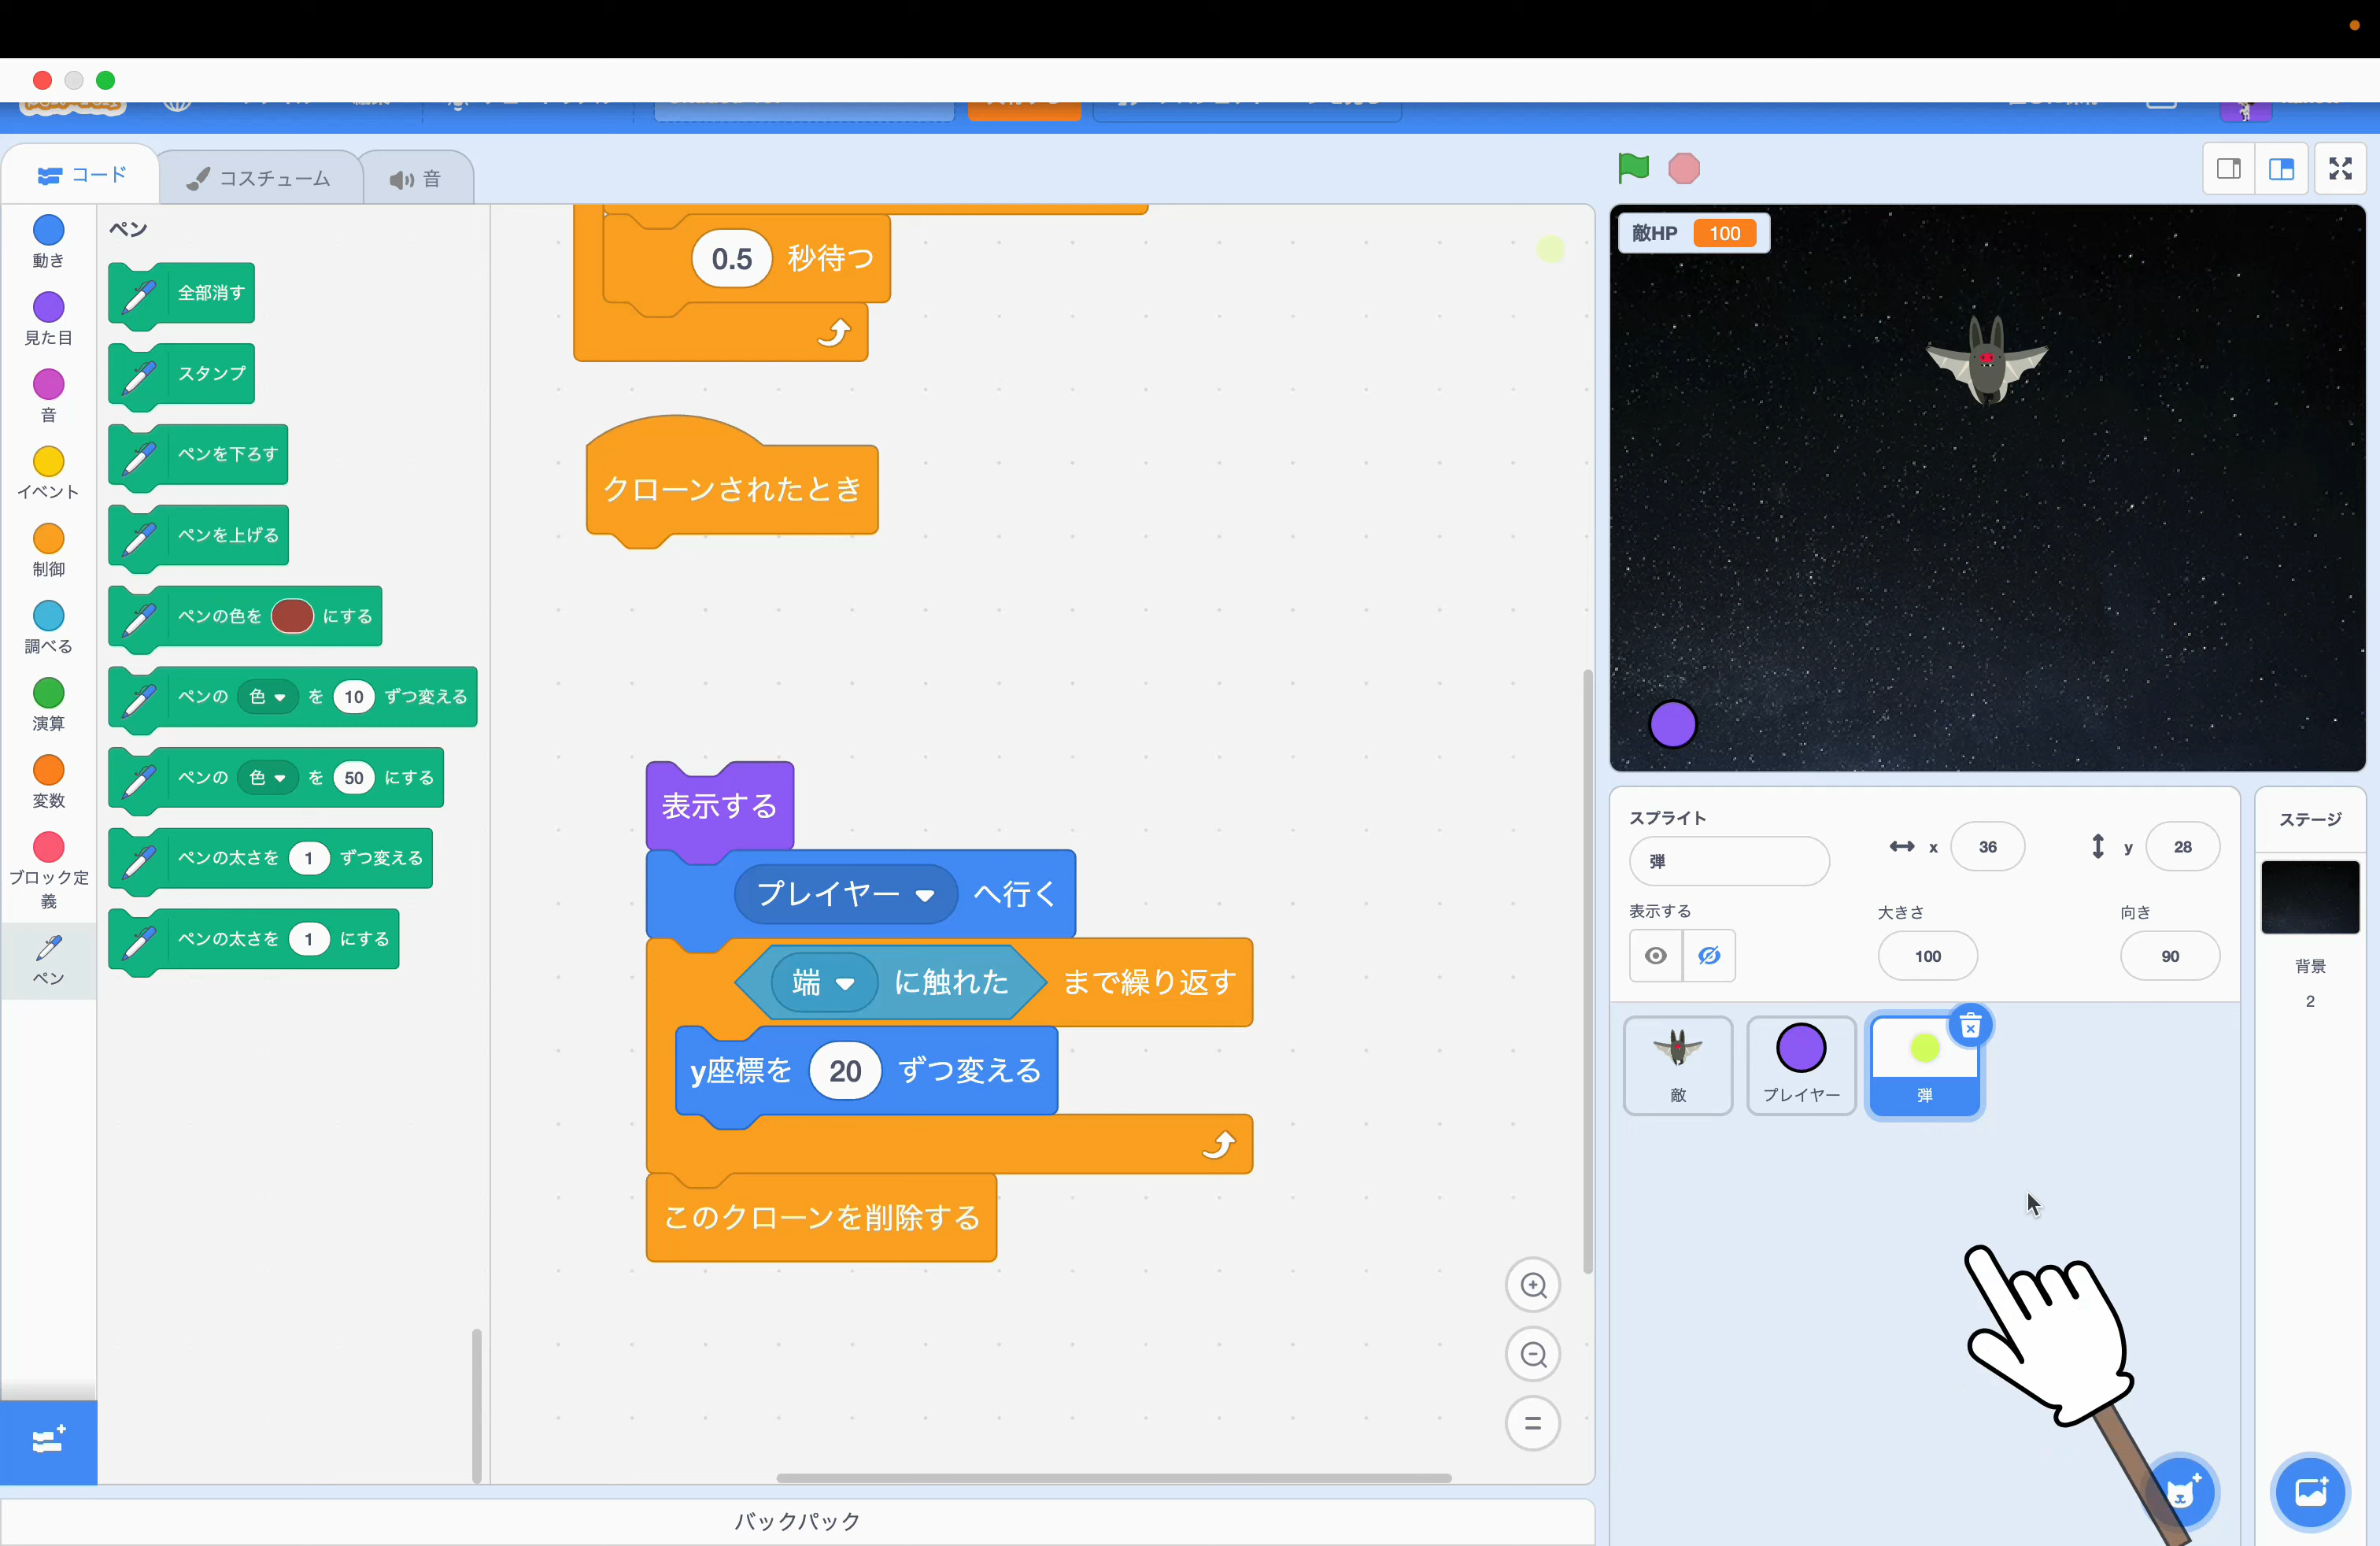 コード
コスチューム
音
動き
見た目
音
イベント
制御
調べる
演算
変数
ブロック定
義
ペン
ペン
全部消す
スタンプ
ペンを下ろす
ペンを上げる
ペンの色を にする
ペンの 色 を 10 ずつ変える
ペンの 色 を 50 にする
ペンの太さを 1 ずつ変える
ペンの太さを 1 にする
0.5 秒待つ
クローンされたとき
表示する
プレイヤー へ行く
端 に触れた まで繰り返す
y座標を 20 ずつ変える
このクローンを削除する
バックパック
敵HP 100
スプライト
弾
x 36
y 28
表示する
大きさ
100
向き
90
敵
プレイヤー
弾
ステージ
背景
2